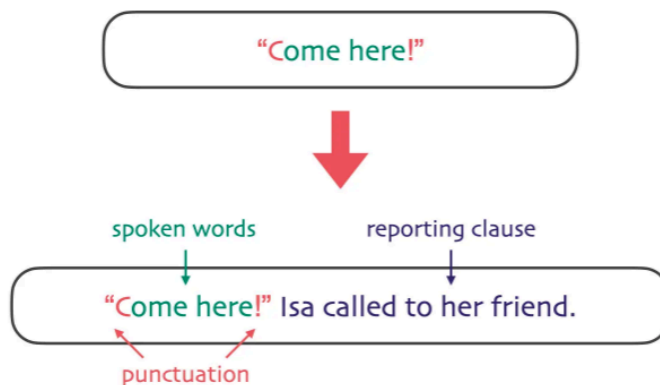 “Come here!”
spoken words reporting clause
“Come here!” Isa called to her friend.
punctuation